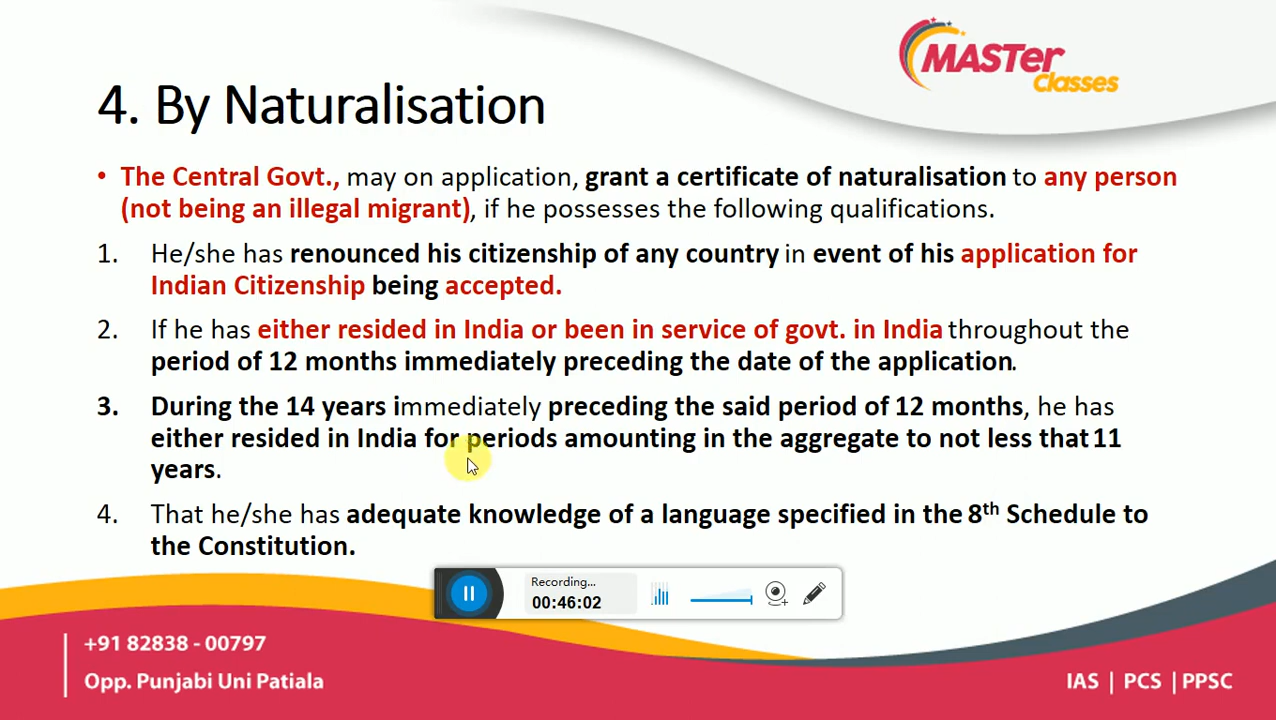 MASTer
Classes
4. By Naturalisation
• The Central Govt., may on application, grant a certificate of naturalisation to any person
(not being an illegal migrant), if he possesses the following qualifications.
1. He/she has renounced his citizenship of any country in event of his application for
Indian Citizenship being accepted.
2. If he has either resided in India or been in service of govt. in India throughout the
period of 12 months immediately preceding the date of the application.
3. During the 14 years immediately preceding the said period of 12 months, he has
either resided in India for periods amounting in the aggregate to not less that 11
years.
4. That he/she has adequate knowledge of a language specified in the 8th Schedule to
the Constitution.
Recording...
00:46:02
+91 82838 - 00797
Opp. Punjabi Uni Patiala
IAS | PCS | PPSC